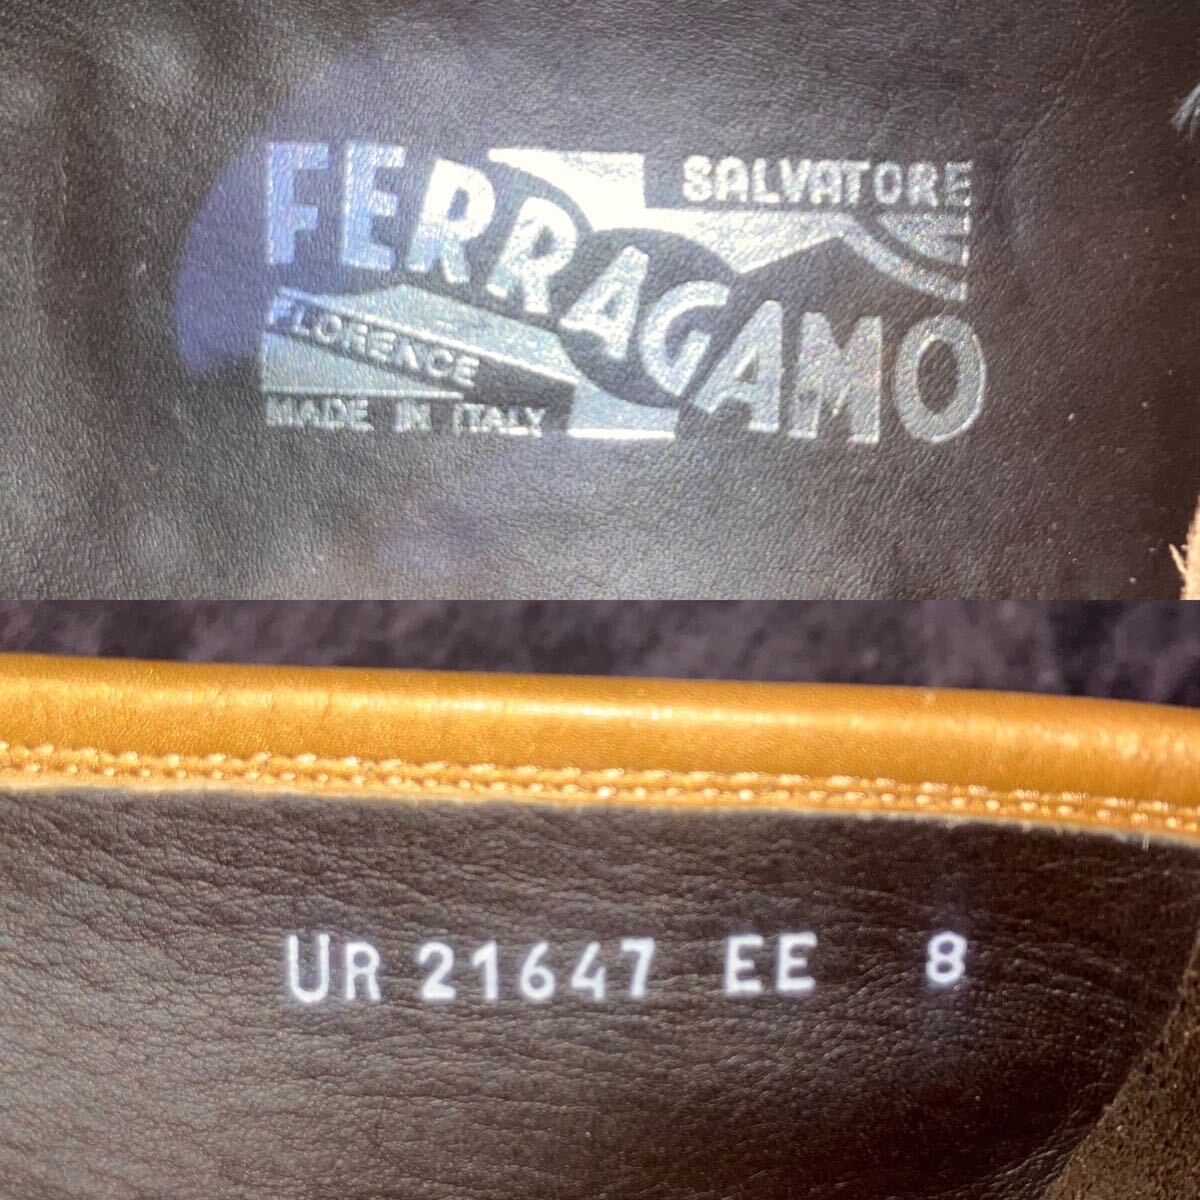 SALVATORE
FERRAGAMO
FLORENCE
MADE IN ITALY
UR 21647 EE 8